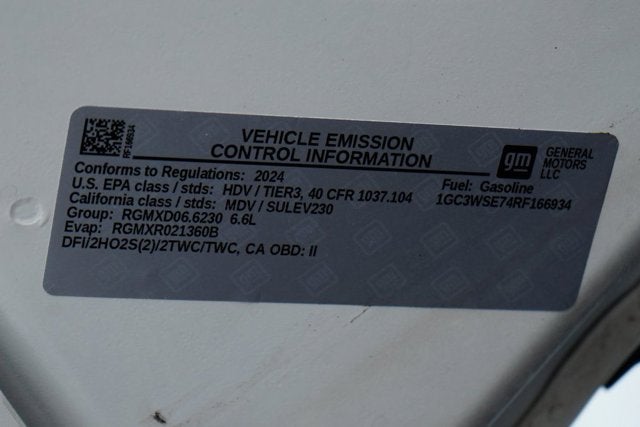 RF166934
VEHICLE EMISSION
CONTROL INFORMATION
gm
GENERAL
MOTORS
LLC
Conforms to Regulations: 2024
U.S. EPA class / stds: HDV / TIER3, 40 CFR 1037.104
California class / stds: MDV / SULEV230
Group: RGMXD06.6230 6.6L
Evap: RGMXR021360B
DFI/2HO2S(2)/2TWC/TWC, CA OBD: II
Fuel: Gasoline
1GC3WSE74RF166934